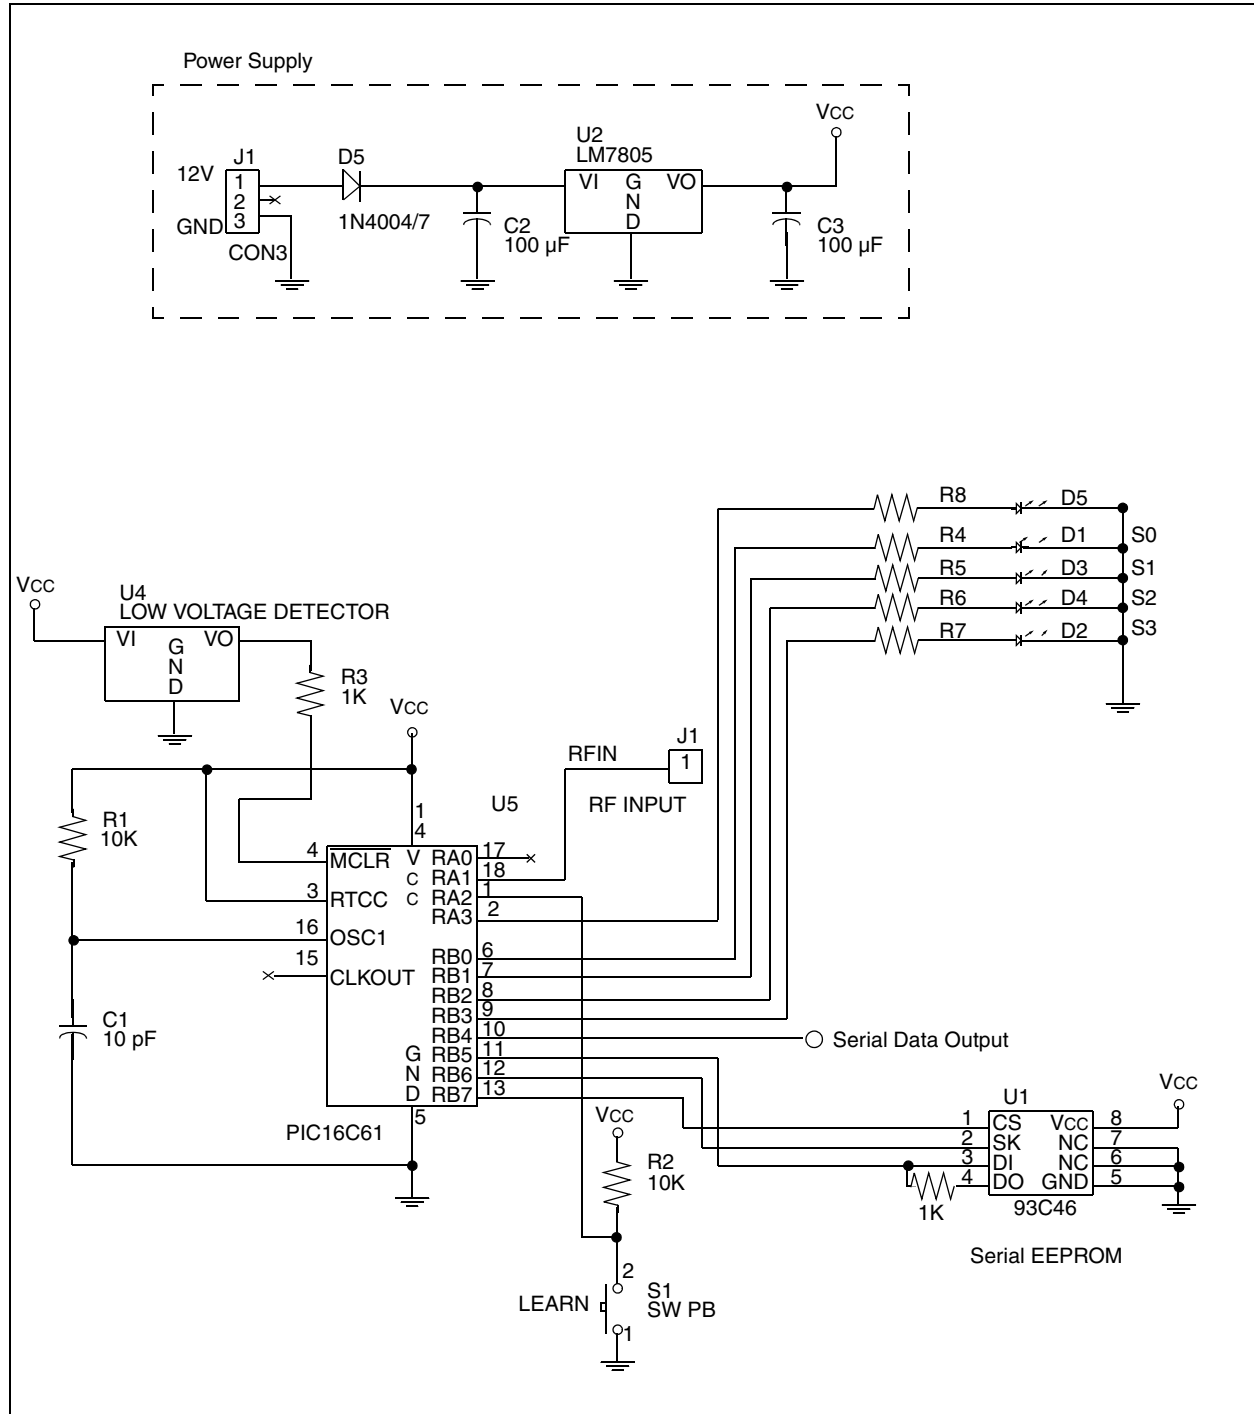 Power Supply
VCC
U2
LM7805
J1
D5
12V
1
2
3
VI
GND
VO
GND
1N4004/7
CON3
C2
100 µF
C3
100 µF
R8
D5
R4
D1
S0
R5
D3
S1
R6
D4
S2
R7
D2
S3
VCC
U4
LOW VOLTAGE DETECTOR
VI
GND
VO
R3
1K
VCC
J1
RFIN
1
RF INPUT
U5
R1
10K
1
4
4
MCLR
VCC
RA0
17
RA1
18
3
RTCC
RA2
1
RA3
2
16
OSC1
RB0
6
15
CLKOUT
RB1
7
RB2
8
RB3
9
C1
10 pF
RB4
10
Serial Data Output
GND
RB5
11
RB6
12
RB7
13
5
PIC16C61
VCC
R2
10K
VCC
U1
1
CS
VCC
8
2
SK
NC
7
3
DI
NC
6
4
DO
GND
5
1K
93C46
Serial EEPROM
2
LEARN
S1
SW PB
1